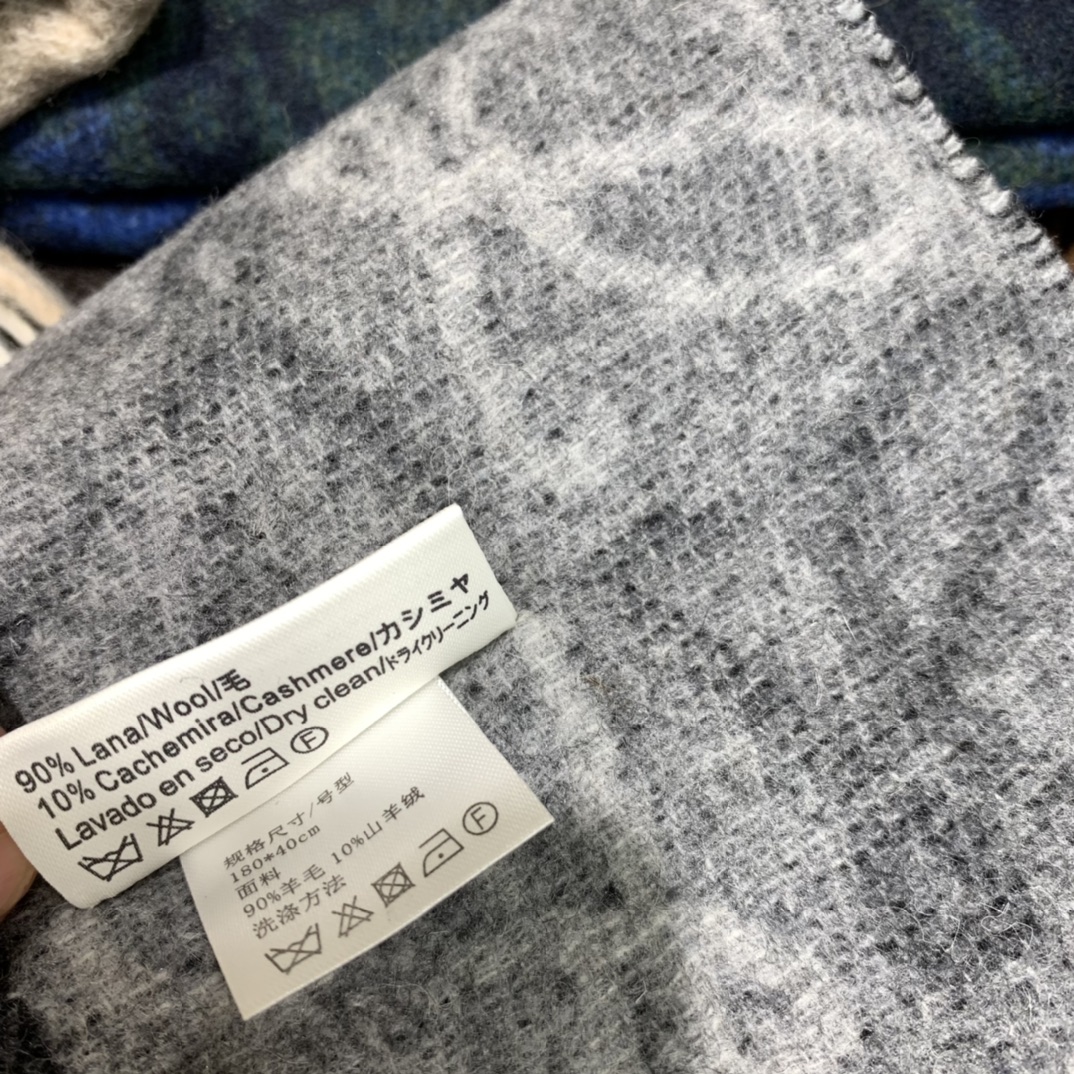 90% Lana/Wool/毛
10% Cachemira/Cashmere/カシミヤ
Lavado en seco/Dry clean/ドライクリーニング
F
规格尺寸/号型
180*40cm
面料
90%羊毛 10%山羊绒
洗涤方法
F